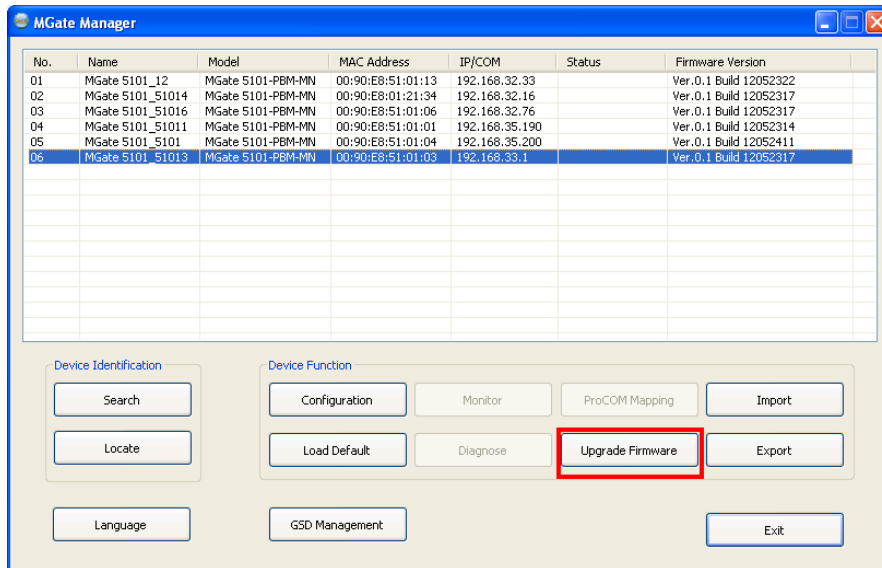 MGate Manager
No. Name Model MAC Address IP/COM Status Firmware Version
01 MGate 5101_12 MGate 5101-PBM-MN 00:90:E8:51:01:13 192.168.32.33 Ver.0.1 Build 12052322
02 MGate 5101_51014 MGate 5101-PBM-MN 00:90:E8:01:21:34 192.168.32.16 Ver.0.1 Build 12052317
03 MGate 5101_51016 MGate 5101-PBM-MN 00:90:E8:51:01:06 192.168.32.76 Ver.0.1 Build 12052317
04 MGate 5101_51011 MGate 5101-PBM-MN 00:90:E8:51:01:01 192.168.35.190 Ver.0.1 Build 12052314
05 MGate 5101_5101 MGate 5101-PBM-MN 00:90:E8:51:01:04 192.168.35.200 Ver.0.1 Build 12052411
06 MGate 5101_51013 MGate 5101-PBM-MN 00:90:E8:51:01:03 192.168.33.1 Ver.0.1 Build 12052317
Device Identification Device Function
Search Configuration Monitor ProCOM Mapping Import
Locate Load Default Diagnose Upgrade Firmware Export
Language GSD Management Exit